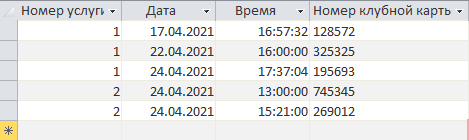 Номер услуги Дата Время Номер клубной карты
1 17.04.2021 16:57:32 128572
1 22.04.2021 16:00:00 325325
1 24.04.2021 17:37:04 195693
2 24.04.2021 13:00:00 745345
2 24.04.2021 15:21:00 269012